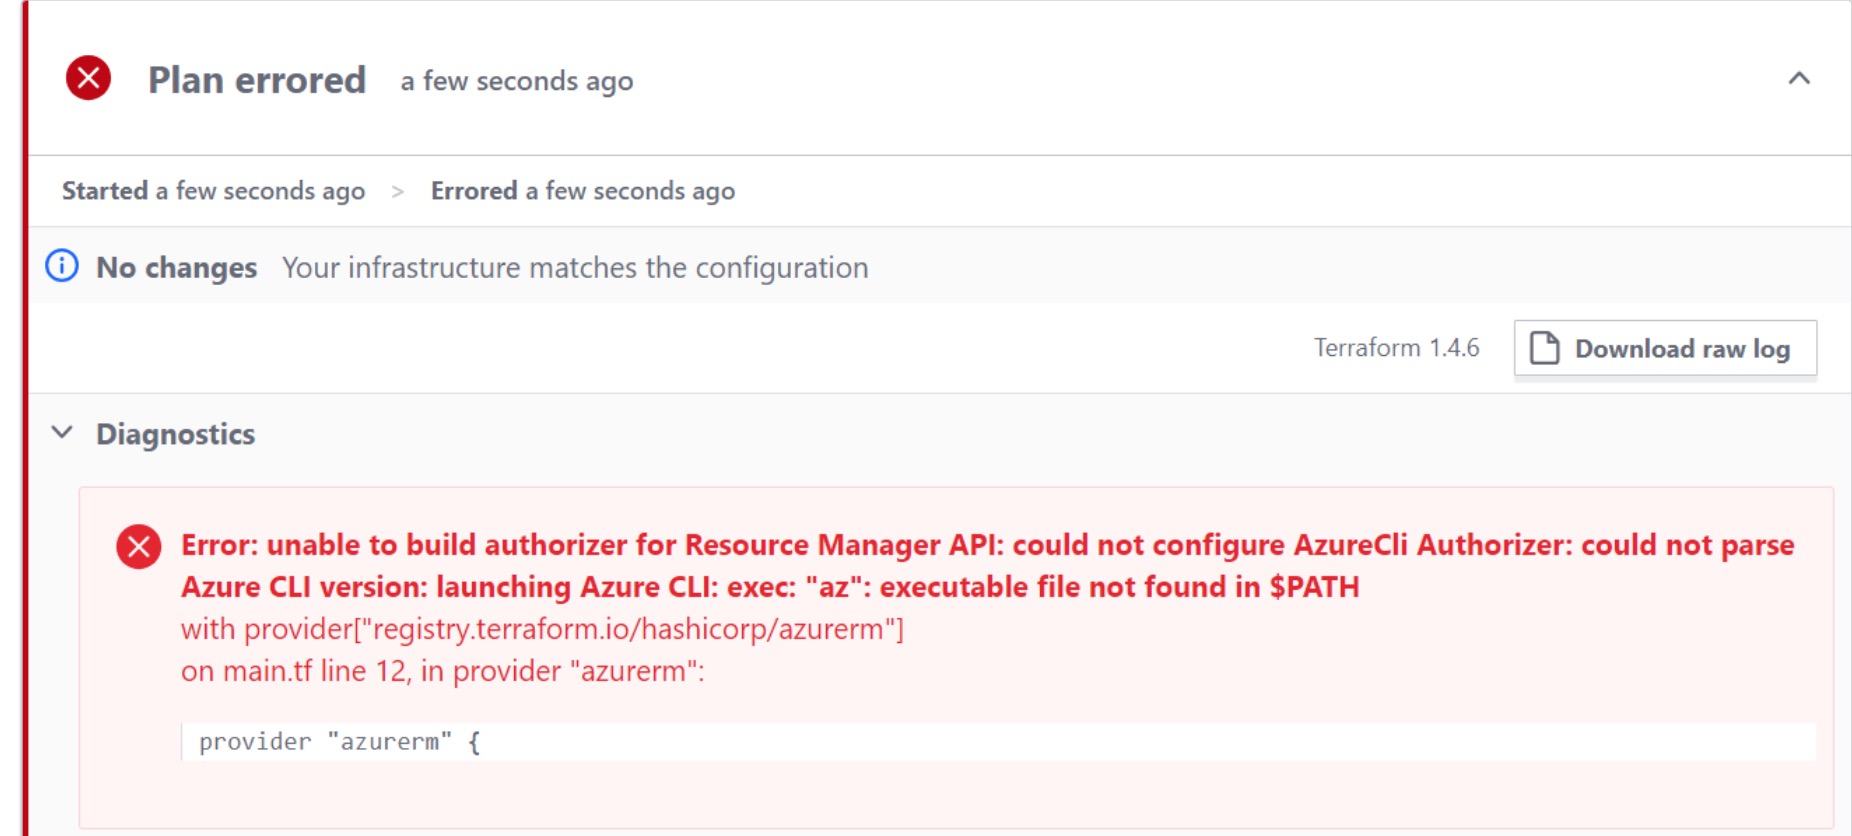 Plan errored a few seconds ago
Started a few seconds ago > Errored a few seconds ago
No changes Your infrastructure matches the configuration
Terraform 1.4.6 Download raw log
Diagnostics
Error: unable to build authorizer for Resource Manager API: could not configure AzureCli Authorizer: could not parse
Azure CLI version: launching Azure CLI: exec: "az": executable file not found in $PATH
with provider["registry.terraform.io/hashicorp/azurerm"]
on main.tf line 12, in provider "azurerm":
provider "azurerm" {